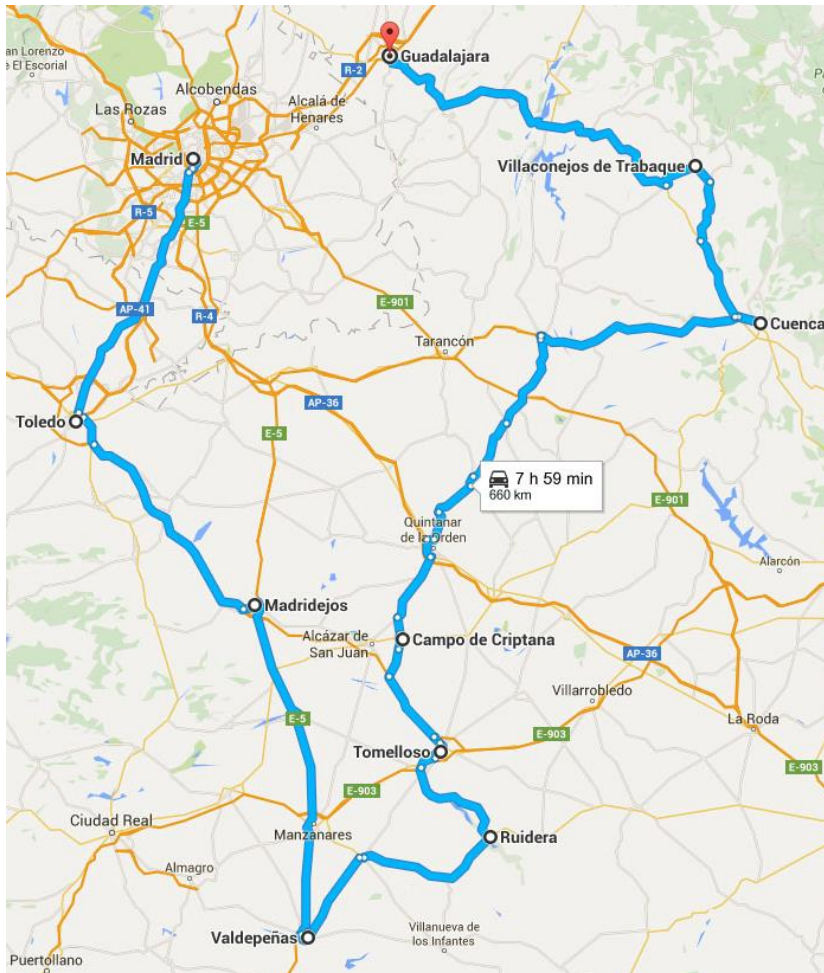 an Lorenzo
e El Escorial
R-2
Guadalajara
Alcobendas
Las Rozas
Alcalá de
Henares
Madrid
Villaconejos de Trabaque
R-5
E-5
E-901
AP-41
R-4
Tarancón
Cuenca
AP-36
Toledo
E-5
7 h 59 min
660 km
E-901
Quintanar
de la Orden
Alarcón
Madridejos
Alcázar de
San Juan
Campo de Criptana
AP-36
Villarrobledo
E-5
La Roda
E-903
Tomelloso
E-903
E-903
Ciudad Real
Manzanares
Ruidera
Almagro
Valdepeñas
Villanueva de
los Infantes
Puertollano